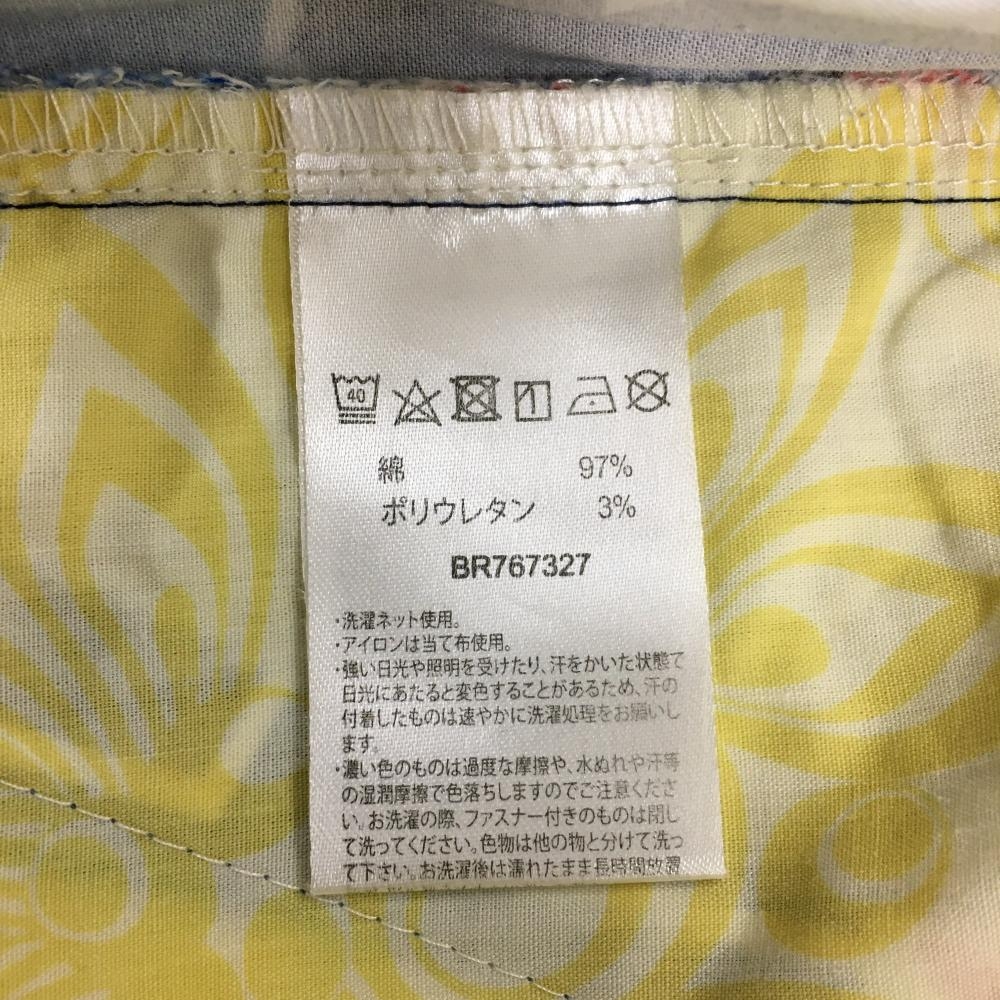 40
綿 97%
ポリウレタン 3%
BR767327
・洗濯ネット使用。
・アイロンは当て布使用。
・強い日光や照明を受けたり、汗をかいた状態で
日光にあたると変色することがあるため、汗の
付着したものは速やかに洗濯処理をお願いし
ます。
・濃い色のものは過度な摩擦や、水ぬれや汗等
の湿潤摩擦で色落ちしますのでご注意くださ
い。お洗濯の際、ファスナー付きのものは閉じ
て洗ってください。色物は他の物と分けて洗っ
て下さい。お洗濯後は濡れたまま長時間放置